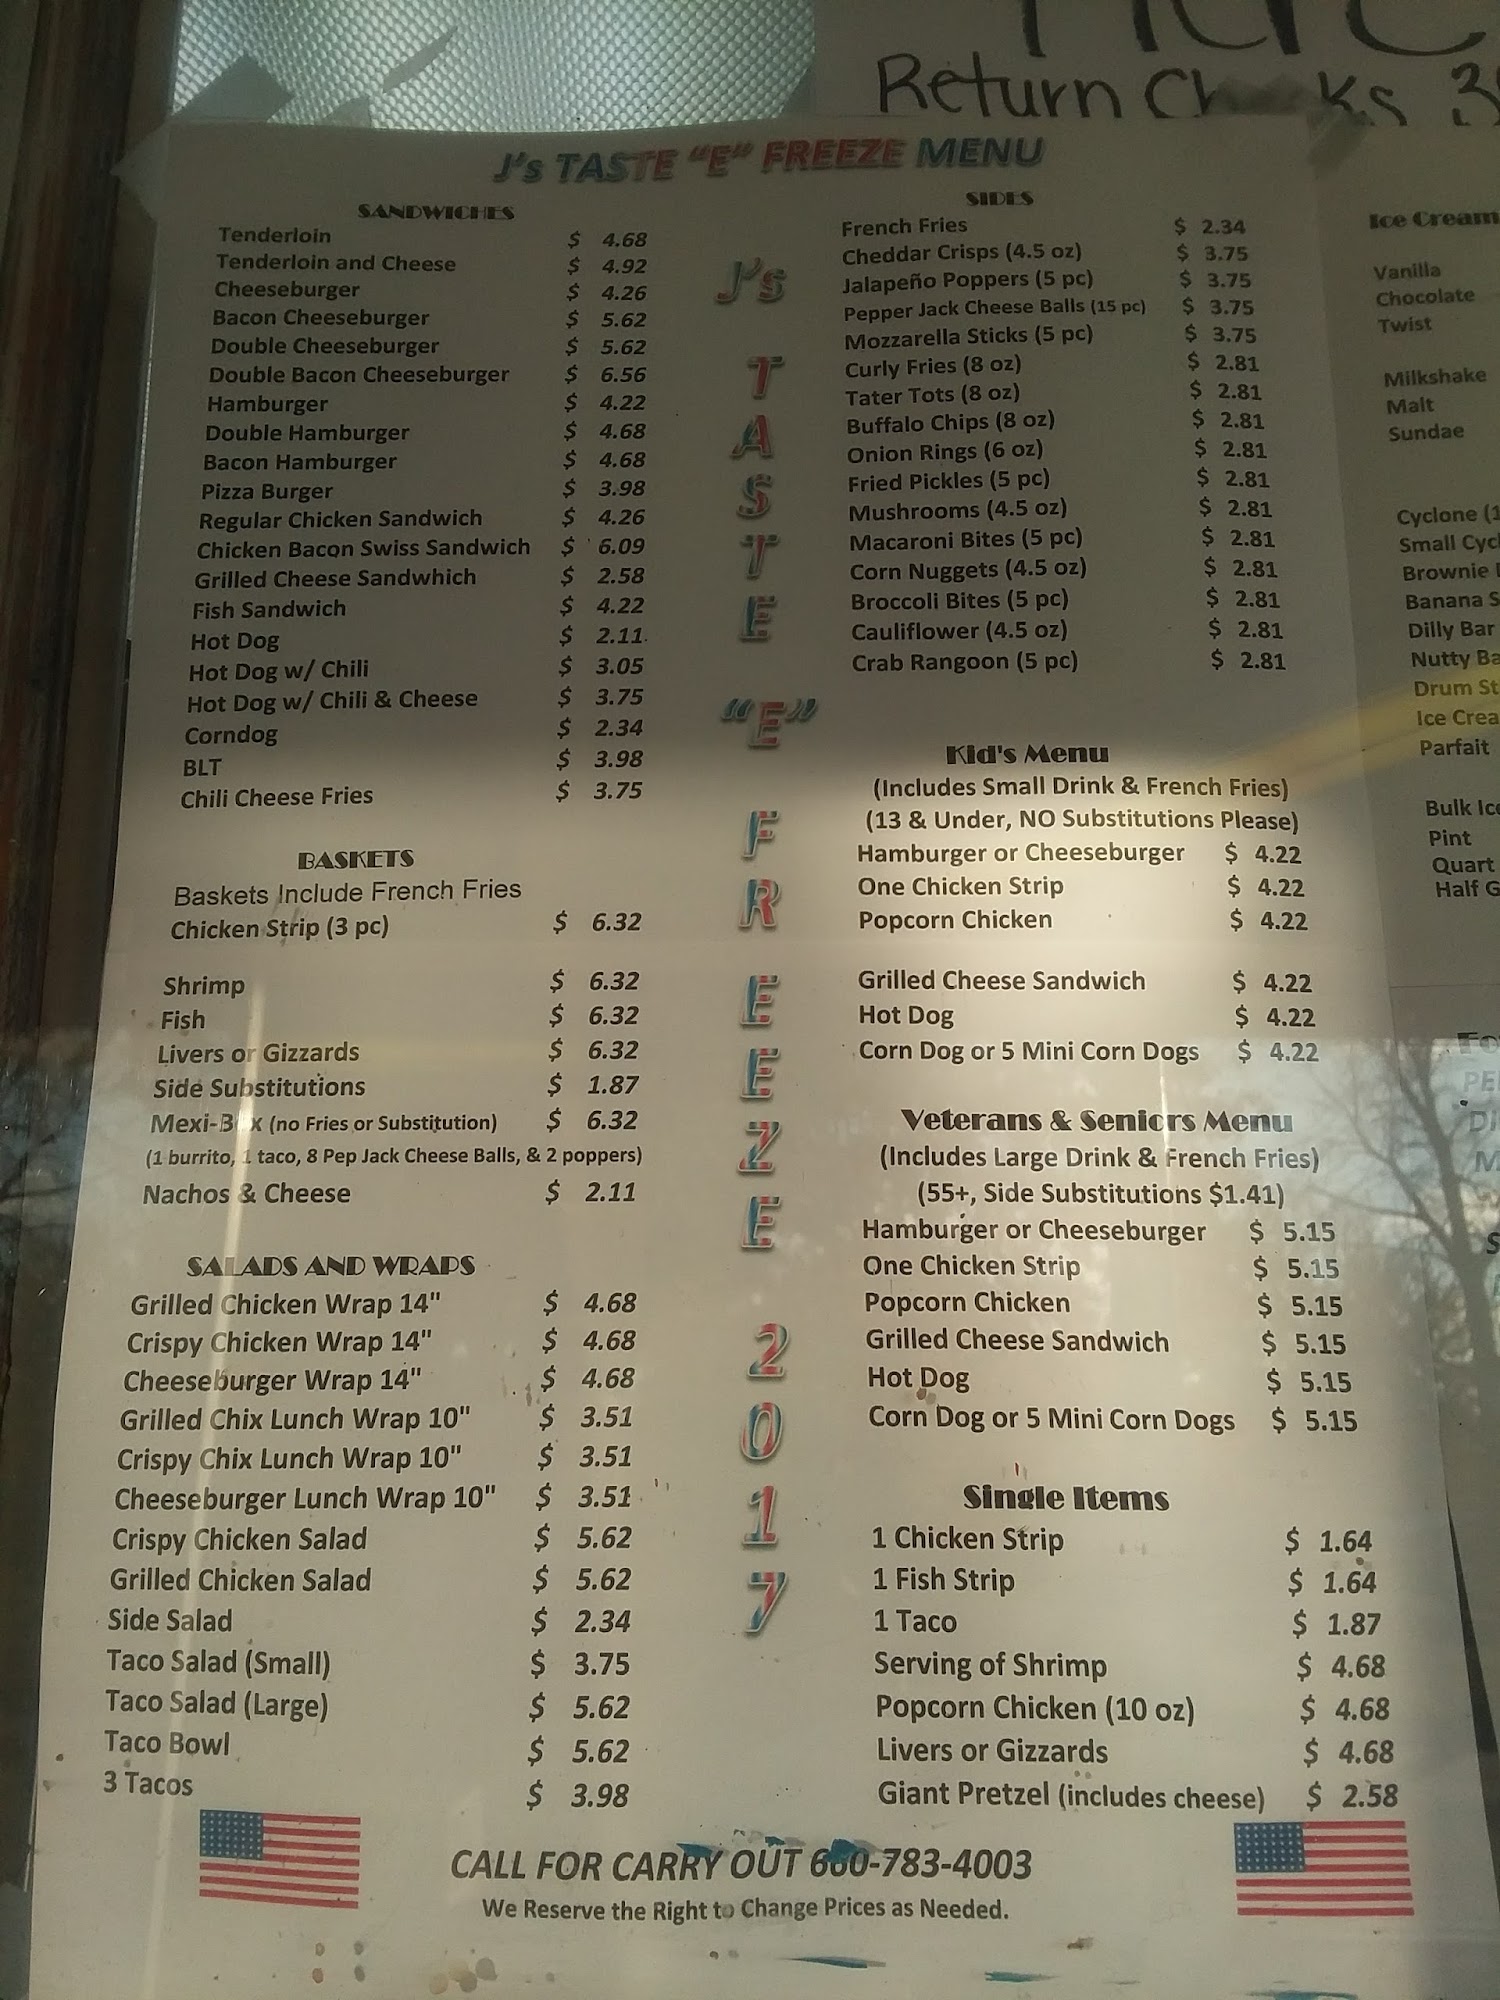 Return Ch ks
J's TASTE "E" FREEZE MENU
SANDWICHES
Tenderloin $ 4.68
Tenderloin and Cheese $ 4.92
Cheeseburger $ 4.26
Bacon Cheeseburger $ 5.62
Double Cheeseburger $ 5.62
Double Bacon Cheeseburger $ 6.56
Hamburger $ 4.22
Double Hamburger $ 4.68
Bacon Hamburger $ 4.68
Pizza Burger $ 3.98
Regular Chicken Sandwich $ 4.26
Chicken Bacon Swiss Sandwich $ 6.09
Grilled Cheese Sandwhich $ 2.58
Fish Sandwich $ 4.22
Hot Dog $ 2.11
Hot Dog w/ Chili $ 3.05
Hot Dog w/ Chili & Cheese $ 3.75
Corndog $ 2.34
BLT $ 3.98
Chili Cheese Fries $ 3.75
BASKETS
Baskets Include French Fries
Chicken Strip (3 pc) $ 6.32
Shrimp $ 6.32
Fish $ 6.32
Livers or Gizzards $ 6.32
Side Substitutions $ 1.87
Mexi-B x (no Fries or Substitution) $ 6.32
(1 burrito, 1 taco, 8 Pep Jack Cheese Balls, & 2 poppers)
Nachos & Cheese $ 2.11
SALADS AND WRAPS
Grilled Chicken Wrap 14" $ 4.68
Crispy Chicken Wrap 14" $ 4.68
Cheeseburger Wrap 14" $ 4.68
Grilled Chix Lunch Wrap 10" $ 3.51
Crispy Chix Lunch Wrap 10" $ 3.51
Cheeseburger Lunch Wrap 10" $ 3.51
Crispy Chicken Salad $ 5.62
Grilled Chicken Salad $ 5.62
Side Salad $ 2.34
Taco Salad (Small) $ 3.75
Taco Salad (Large) $ 5.62
Taco Bowl $ 5.62
3 Tacos $ 3.98
J's
T
A
S
T
E
"E"
F
R
E
E
Z
E
2
0
1
7
SIDES
French Fries $ 2.34
Cheddar Crisps (4.5 oz) $ 3.75
Jalapeño Poppers (5 pc) $ 3.75
Pepper Jack Cheese Balls (15 pc) $ 3.75
Mozzarella Sticks (5 pc) $ 3.75
Curly Fries (8 oz) $ 2.81
Tater Tots (8 oz) $ 2.81
Buffalo Chips (8 oz) $ 2.81
Onion Rings (6 oz) $ 2.81
Fried Pickles (5 pc) $ 2.81
Mushrooms (4.5 oz) $ 2.81
Macaroni Bites (5 pc) $ 2.81
Corn Nuggets (4.5 oz) $ 2.81
Broccoli Bites (5 pc) $ 2.81
Cauliflower (4.5 oz) $ 2.81
Crab Rangoon (5 pc) $ 2.81
Kid's Menu
(Includes Small Drink & French Fries)
(13 & Under, NO Substitutions Please)
Hamburger or Cheeseburger $ 4.22
One Chicken Strip $ 4.22
Popcorn Chicken $ 4.22
Grilled Cheese Sandwich $ 4.22
Hot Dog $ 4.22
Corn Dog or 5 Mini Corn Dogs $ 4.22
Veterans & Seniors Menu
(Includes Large Drink & French Fries)
(55+, Side Substitutions $1.41)
Hamburger or Cheeseburger $ 5.15
One Chicken Strip $ 5.15
Popcorn Chicken $ 5.15
Grilled Cheese Sandwich $ 5.15
Hot Dog $ 5.15
Corn Dog or 5 Mini Corn Dogs $ 5.15
Single Items
1 Chicken Strip $ 1.64
1 Fish Strip $ 1.64
1 Taco $ 1.87
Serving of Shrimp $ 4.68
Popcorn Chicken (10 oz) $ 4.68
Livers or Gizzards $ 4.68
Giant Pretzel (includes cheese) $ 2.58
CALL FOR CARRY OUT 660-783-4003
We Reserve the Right to Change Prices as Needed.
Ice Cream
Vanilla
Chocolate
Twist
Milkshake
Malt
Sundae
Cyclone (1
Small Cycl
Brownie
Banana S
Dilly Bar
Nutty Ba
Drum St
Ice Crea
Parfait
Bulk Ice
Pint
Quart
Half G